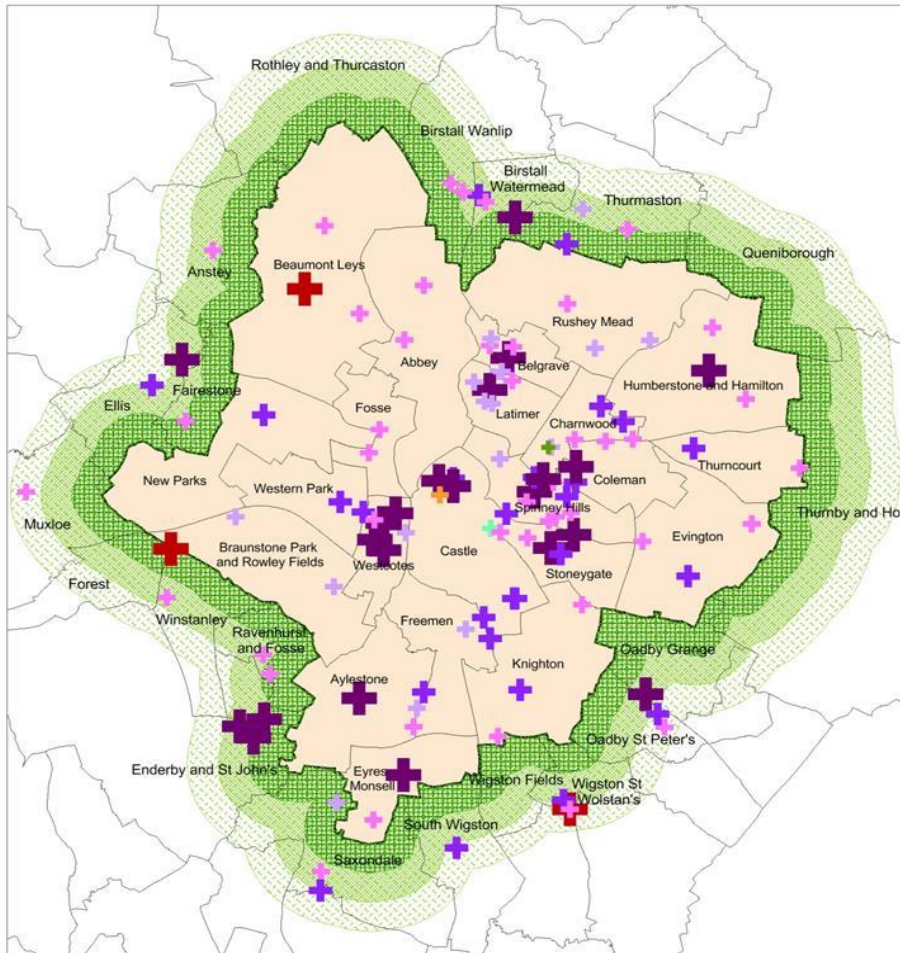 Rothley and Thurcaston
Birstall Wanlip
Birstall
Watermead
Thurmaston
Queniborough
Anstey
Beaumont Leys
Rushey Mead
Abbey
Belgrave
Humberstone and Hamilton
Fairestone
Ellis
Fosse
Latimer
Charnwood
Thurncourt
New Parks
Western Park
Coleman
Muxloe
Spinney Hills
Thurnby and Ho
Braunstone Park
and Rowley Fields
Westcotes
Castle
Evington
Stoneygate
Forest
Winstanley
Freemen
Ravenhurst
and Fosse
Oadby Grange
Knighton
Aylestone
Oadby St Peter's
Enderby and St John's
Eyres
Monsell
Wigston Fields
Wigston St
Wolstan's
South Wigston
Saxondale